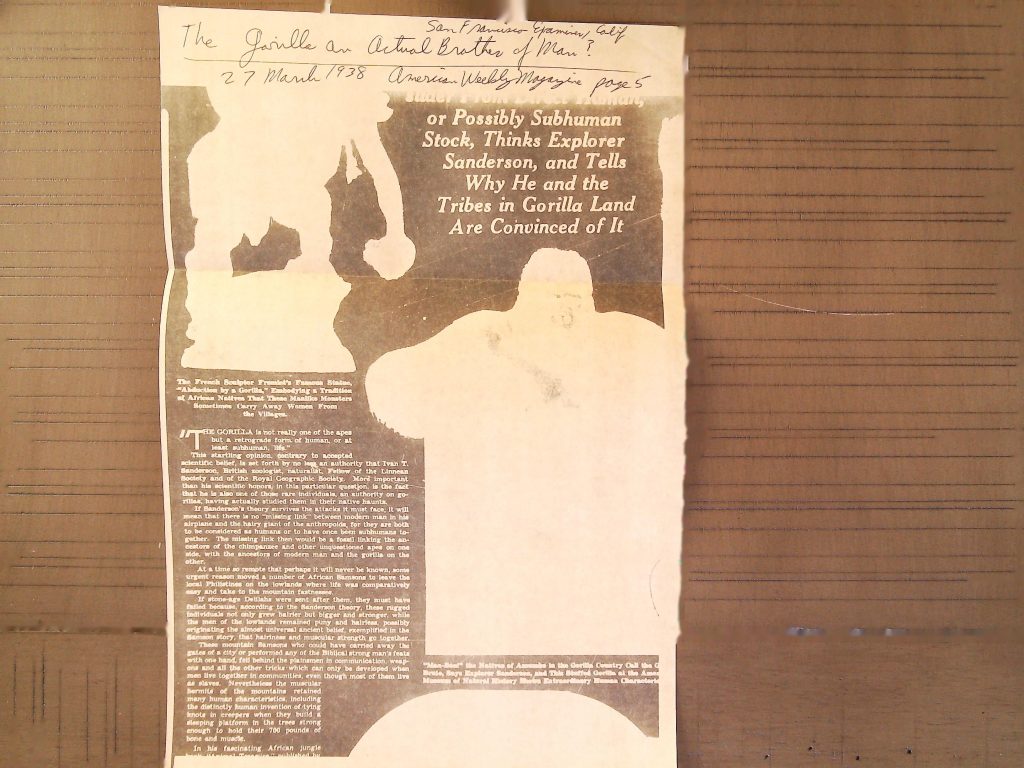 San Francisco Examiner, Calif
The Gorilla an Actual Brother of Man?
27 March 1938 American Weekly Magazine page 5
or Possibly Subhuman
Stock, Thinks Explorer
Sanderson, and Tells
Why He and the
Tribes in Gorilla Land
Are Convinced of It
The French Sculptor Fremiet's Famous Statue,
"Abduction by a Gorilla," Embodying a Tradition
of African Natives That These Manlike Monsters
Sometimes Carry Away Women From
the Villages.
"THE GORILLA is not really one of the apes
but a retrograde form of human, or at
least subhuman, life."
This startling opinion, contrary to accepted
scientific belief, is set forth by no less an authority that Ivan T.
Sanderson, British zoologist, naturalist, Fellow of the Linnean
Society and of the Royal Geographic Society. More important
than his scientific honors, in this particular question, is the fact
that he is also one of those rare individuals, an authority on go-
rillas, having actually studied them in their native haunts.
If Sanderson's theory survives the attacks it must face, it will
mean that there is no "missing link" between modern man in his
airplane and the hairy giant of the anthropoids, for they are both
to be considered as humans or to have once been subhumans to-
gether. The missing link then would be a fossil linking the an-
cestors of the chimpanzee and other unquestioned apes on one
side, with the ancestors of modern man and the gorilla on the
other.
At a time so remote that perhaps it will never be known, some
urgent reason moved a number of African Samsons to leave the
local Philistines on the lowlands where life was comparatively
easy and take to the mountain fastnesses.
If stone-age Delilahs were sent after them, they must have
failed because, according to the Sanderson theory, these rugged
individuals not only grew hairier but bigger and stronger, while
the men of the lowlands remained puny and hairless, possibly
originating the almost universal ancient belief, exemplified in the
Samson story, that hairiness and muscular strength go together.
These mountain Samsons who could have carried away the
gates of a city or performed any of the Biblical strong man's feats
with one hand, fell behind the plainsmen in communication, weap-
ons and all the other tricks which can only be developed when
men live together in communities, even though most of them live
as slaves. Nevertheless the muscular
hermits of the mountains retained
many human characteristics, including
the distinctly human invention of tying
knots in creepers when they build a
sleeping platform in the trees strong
enough to hold their 700 pounds of
bone and muscle.
In his fascinating African jungle
"Man-Beef" the Natives of Assumbo in the Gorilla Country Call the G
Brute, Says Explorer Sanderson, and This Stuffed Gorilla at the Amer
Museum of Natural History Shows Extraordinary Human Characteris